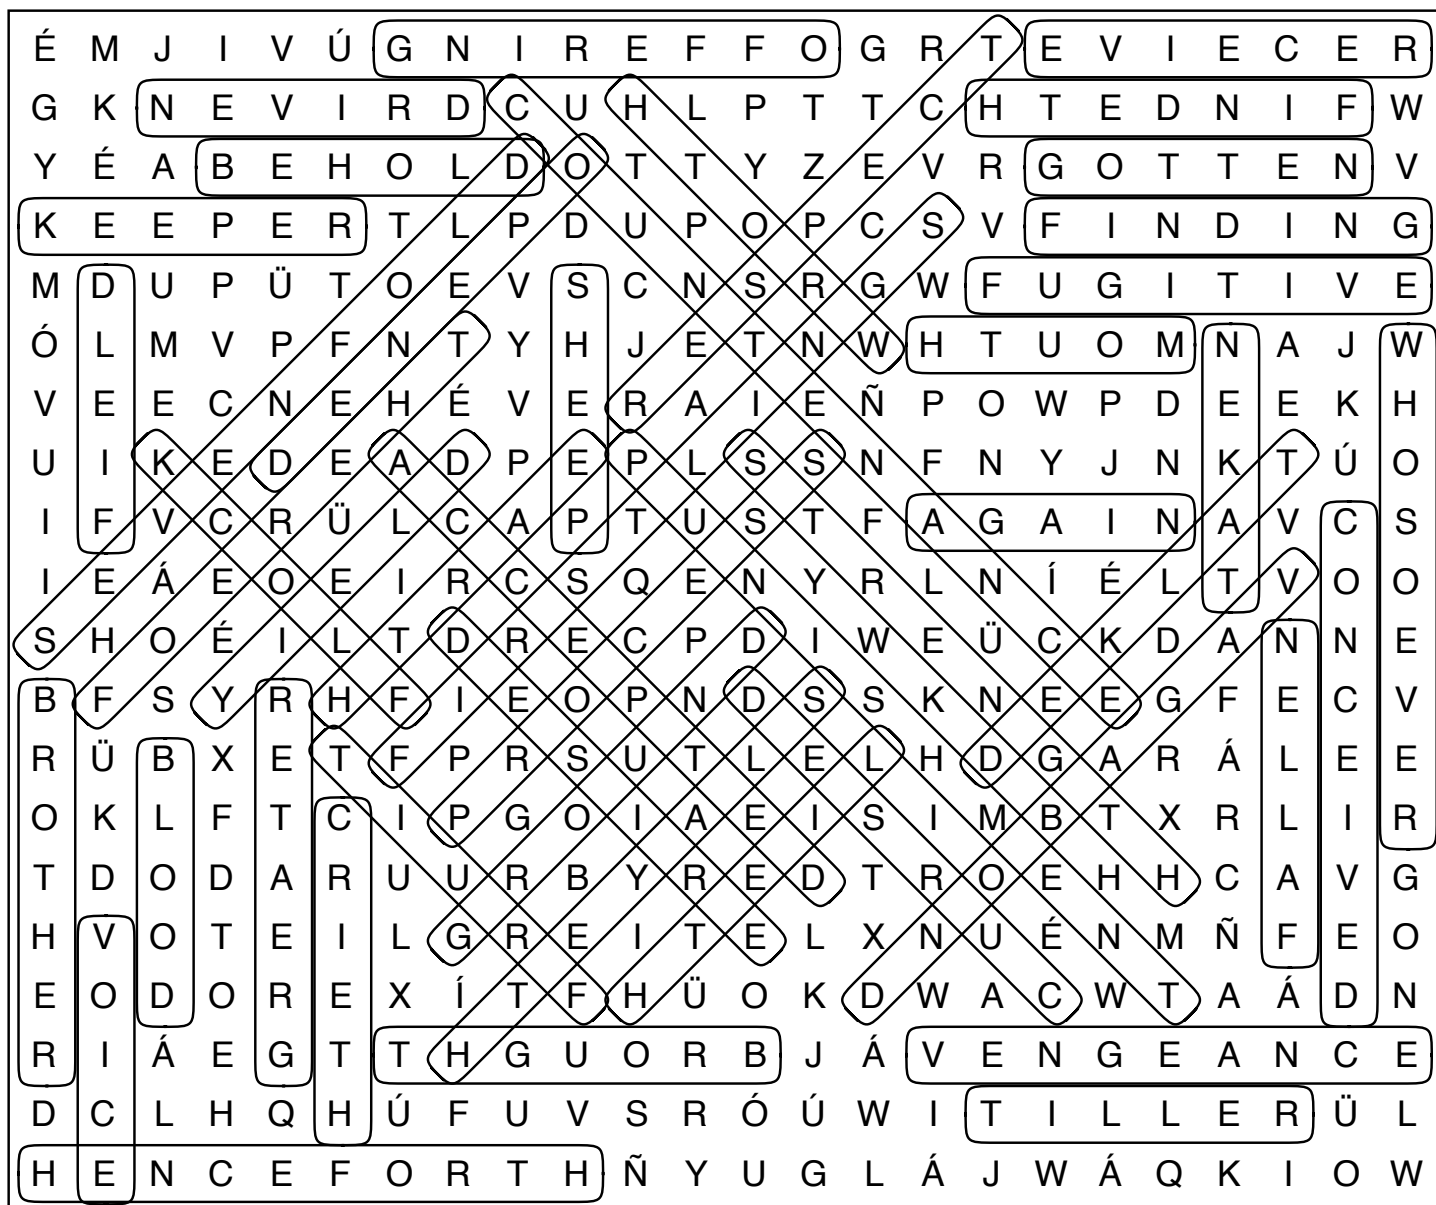 É M J I V Ú G N I R E F F O G R T E V I E C E R
G K N E V I R D C U H L P T T C H T E D N I F W
Y É A B E H O L D O T T Y Z E V R G O T T E N V
K E E P E R T L P D U P O P C S V F I N D I N G
M D U P Ü T O E V S C N S R G W F U G I T I V E
Ó L M V P F N T Y H J E T N W H T U O M N A J W
V E E C N E H É V E R A I E Ñ P O W P D E E K H
U I K E D E A D P E P L S S N F N Y J N K T Ú O
I F V C R Ü L C A P T U S T F A G A I N A V C S
I E Á E O E I R C S Q E N Y R L N Í É L T V O O
S H O É I L T D R E C P D I W E Ü C K D A N N E
B F S Y R H F I E O P N D S S K N E E G F E C V
R Ü B X E T F P R S U T L E L H D G A R Á L E E
O K L F T C I P G O I A E I S I M B T X R L I R
T D O D A R U U R B Y R E D T R O E H H C A V G
H V O T E I L G R E I T E L X N U É N M Ñ F E O
E O D O R E X Í T F H Ü O K D W A C W T A Á D N
R I Á E G T T H G U O R B J Á V E N G E A N C E
D C L H Q H Ú F U V S R Ó Ú W I T I L L E R Ü L
H E N C E F O R T H Ñ Y U G L Á J W Á Q K I O W